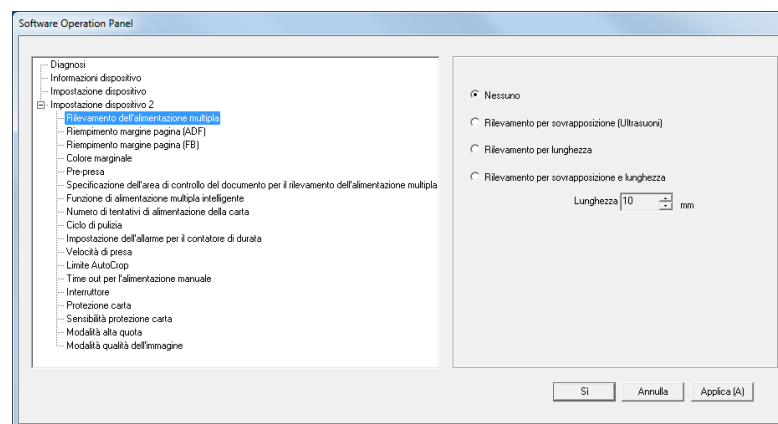 Software Operation Panel
Diagnosi
Informazioni dispositivo
Impostazione dispositivo
Impostazione dispositivo 2
Rilevamento dell'alimentazione multipla
Riempimento margine pagina (ADF)
Riempimento margine pagina (FB)
Colore marginale
Pre-presa
Specificazione dell'area di controllo del documento per il rilevamento dell'alimentazione multipla
Funzione di alimentazione multipla intelligente
Numero di tentativi di alimentazione della carta
Ciclo di pulizia
Impostazione dell'allarme per il contatore di durata
Velocità di presa
Limite AutoCrop
Time out per l'alimentazione manuale
Interruttore
Protezione carta
Sensibilità protezione carta
Modalità alta quota
Modalità qualità dell'immagine
Nessuno
Rilevamento per sovrapposizione (Ultrasuoni)
Rilevamento per lunghezza
Rilevamento per sovrapposizione e lunghezza
Lunghezza 10 mm
Sì Annulla Applica (A)